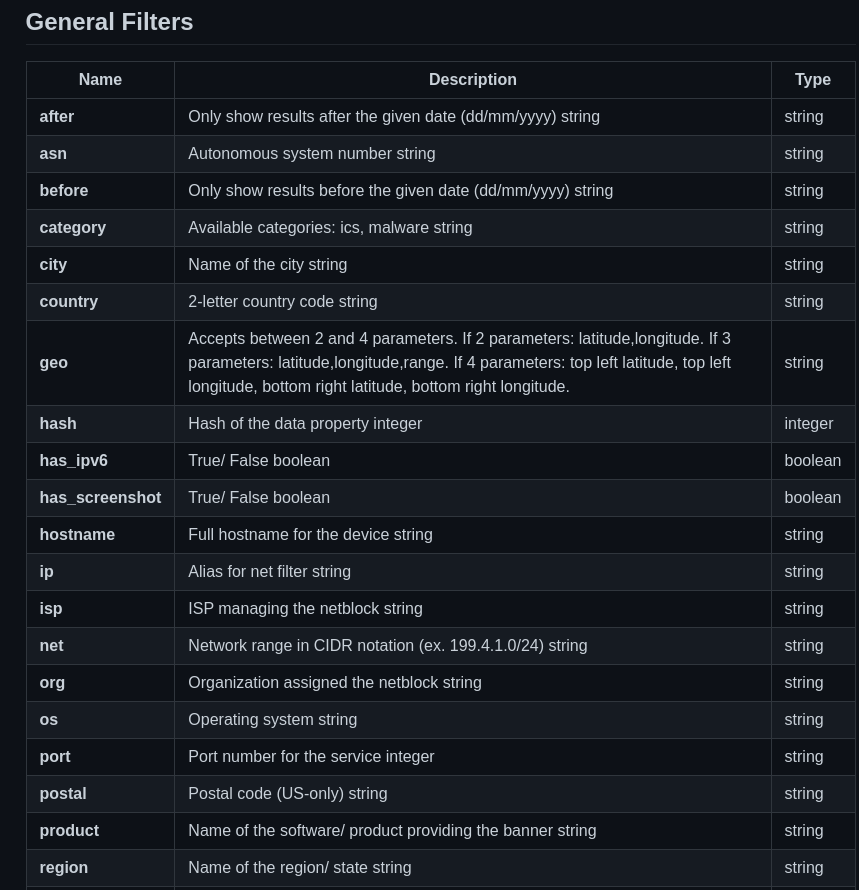 General Filters
Name Description Type
after Only show results after the given date (dd/mm/yyyy) string string
asn Autonomous system number string string
before Only show results before the given date (dd/mm/yyyy) string string
category Available categories: ics, malware string string
city Name of the city string string
country 2-letter country code string string
geo Accepts between 2 and 4 parameters. If 2 parameters: latitude,longitude. If 3
parameters: latitude,longitude,range. If 4 parameters: top left latitude, top left
longitude, bottom right latitude, bottom right longitude. string
hash Hash of the data property integer integer
has_ipv6 True/ False boolean boolean
has_screenshot True/ False boolean boolean
hostname Full hostname for the device string string
ip Alias for net filter string string
isp ISP managing the netblock string string
net Network range in CIDR notation (ex. 199.4.1.0/24) string string
org Organization assigned the netblock string string
os Operating system string string
port Port number for the service integer string
postal Postal code (US-only) string string
product Name of the software/ product providing the banner string string
region Name of the region/ state string string